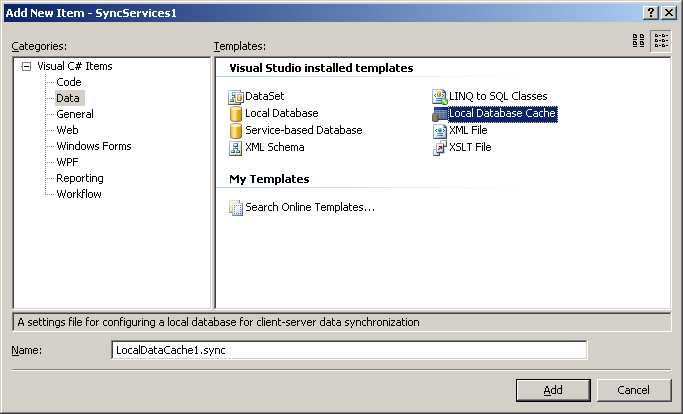 Add New Item - SyncServices1
Categories:
Templates:
Visual C# Items
Code
Data
General
Web
Windows Forms
WPF
Reporting
Workflow
Visual Studio installed templates
DataSet
LINQ to SQL Classes
Local Database
Local Database Cache
Service-based Database
XML File
XML Schema
XSLT File
My Templates
Search Online Templates...
A settings file for configuring a local database for client-server data synchronization
Name:
LocalDataCache1.sync
Add
Cancel